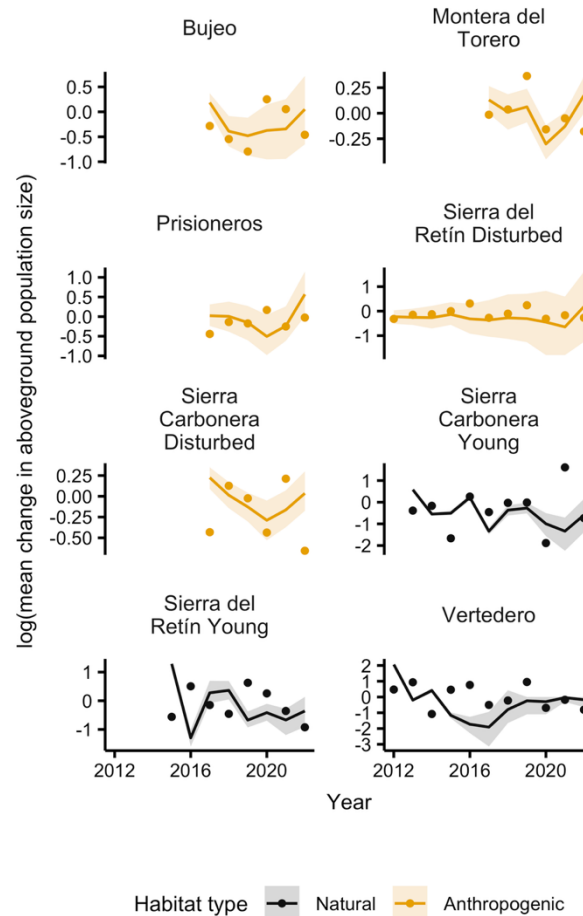 Bujeo
Montera del
Torero
0.5
0.0
-0.5
-1.0
0.25
0.00
-0.25
Prisioneros
Sierra del
Retín Disturbed
1.0
0.5
0.0
-0.5
-1.0
1
0
-1
Sierra
Carbonera
Disturbed
Sierra
Carbonera
Young
0.25
0.00
-0.25
-0.50
1
0
-1
-2
Sierra del
Retín Young
Vertedero
1
0
-1
2
1
0
-1
-2
-3
2012 2016 2020
2012 2016 2020
Year
log(mean change in aboveground population size)
Habitat type Natural Anthropogenic